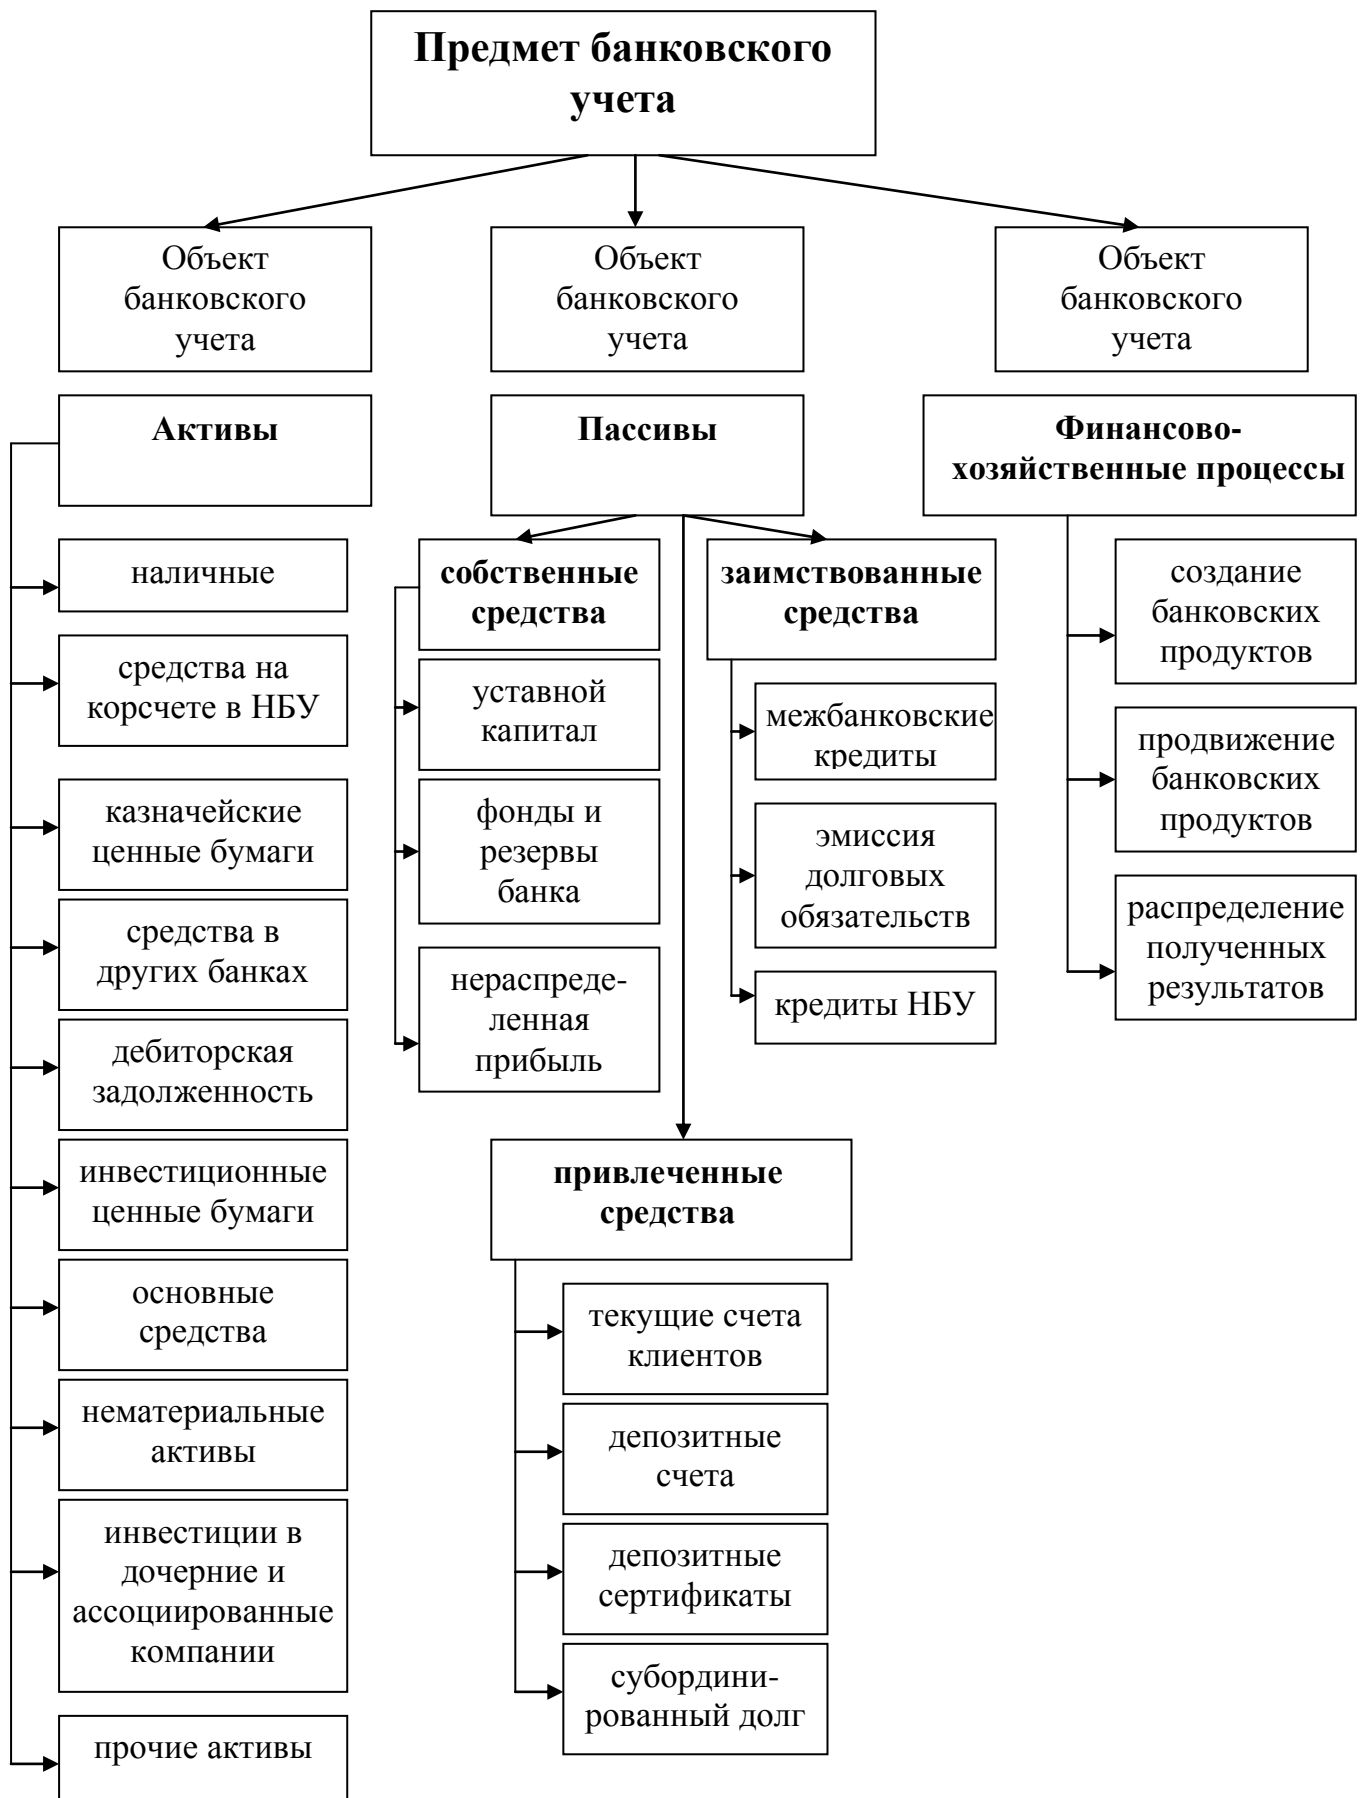 Предмет банковского
учета
Объект
банковского
учета
Объект
банковского
учета
Объект
банковского
учета
Активы
Пассивы
Финансово-
хозяйственные процессы
наличные
средства на
корсчете в НБУ
казначейские
ценные бумаги
средства в
других банках
дебиторская
задолженность
инвестиционные
ценные бумаги
основные
средства
нематериальные
активы
инвестиции в
дочерние и
ассоциированные
компании
прочие активы
собственные
средства
уставной
капитал
фонды и
резервы
банка
нераспреде-
ленная
прибыль
заимствованные
средства
межбанковские
кредиты
эмиссия
долговых
обязательств
кредиты НБУ
привлеченные
средства
текущие счета
клиентов
депозитные
счета
депозитные
сертификаты
субордини-
рованный долг
создание
банковских
продуктов
продвижение
банковских
продуктов
распределение
полученных
результатов